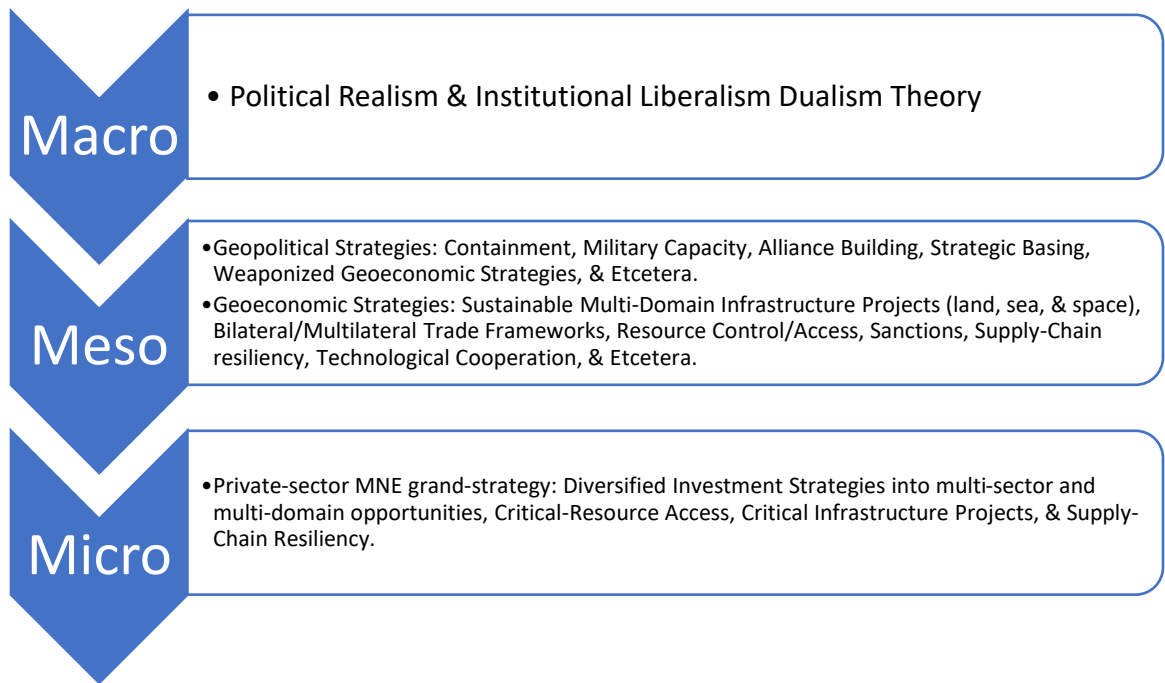 Macro
• Political Realism & Institutional Liberalism Dualism Theory
Meso
•Geopolitical Strategies: Containment, Military Capacity, Alliance Building, Strategic Basing,
Weaponized Geoeconomic Strategies, & Etcetera.
•Geoeconomic Strategies: Sustainable Multi-Domain Infrastructure Projects (land, sea, & space),
Bilateral/Multilateral Trade Frameworks, Resource Control/Access, Sanctions, Supply-Chain
resiliency, Technological Cooperation, & Etcetera.
Micro
•Private-sector MNE grand-strategy: Diversified Investment Strategies into multi-sector and
multi-domain opportunities, Critical-Resource Access, Critical Infrastructure Projects, & Supply-
Chain Resiliency.